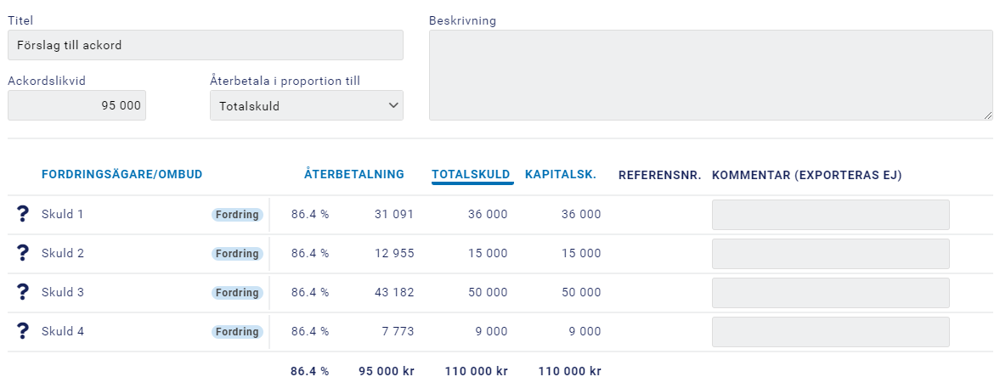 Titel
Beskrivning
Förslag till ackord
Ackordslikvid
Återbetala i proportion till
95 000
Totalskuld
FORDRINGSÄGARE/OMBUD ÅTERBETALNING TOTALSKULD KAPITALSK. REFERENSNR. KOMMENTAR (EXPORTERAS EJ)
? Skuld 1 Fordring 86.4 % 31 091 36 000 36 000
? Skuld 2 Fordring 86.4 % 12 955 15 000 15 000
? Skuld 3 Fordring 86.4 % 43 182 50 000 50 000
? Skuld 4 Fordring 86.4 % 7 773 9 000 9 000
86.4 % 95 000 kr 110 000 kr 110 000 kr